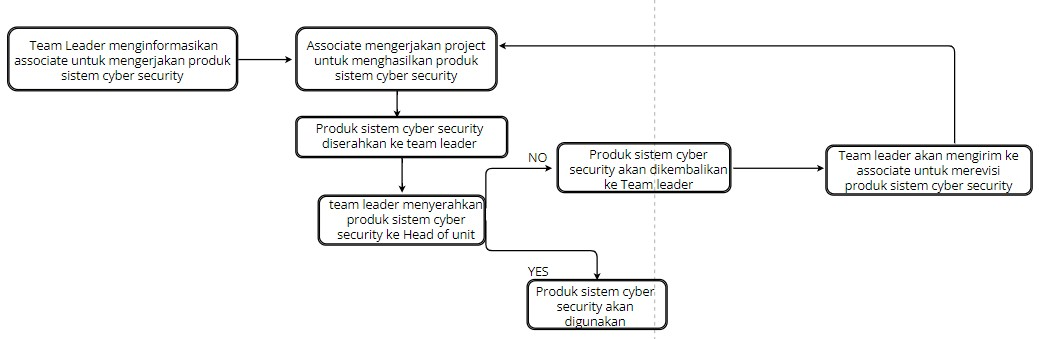 Team Leader menginformasikan
associate untuk mengerjakan produk
sistem cyber security
Associate mengerjakan project
untuk menghasilkan produk
sistem cyber security
Produk sistem cyber security
diserahkan ke team leader
team leader menyerahkan
produk sistem cyber
security ke Head of unit
NO
Produk sistem cyber
security akan dikembalikan
ke Team leader
Team leader akan mengirim ke
associate untuk merevisi
produk sistem cyber security
YES
Produk sistem cyber
security akan
digunakan